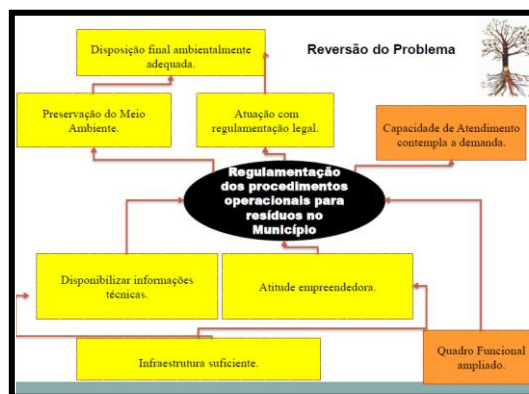 Reversão do Problema
Disposição final ambientalmente
adequada.
Preservação do Meio
Ambiente.
Atuação com
regulamentação legal.
Capacidade de Atendimento
contempla a demanda.
Regulamentação
dos procedimentos
operacionais para
resíduos no
Município
Disponibilizar informações
técnicas.
Atitude empreendedora.
Infraestrutura suficiente.
Quadro Funcional
ampliado.